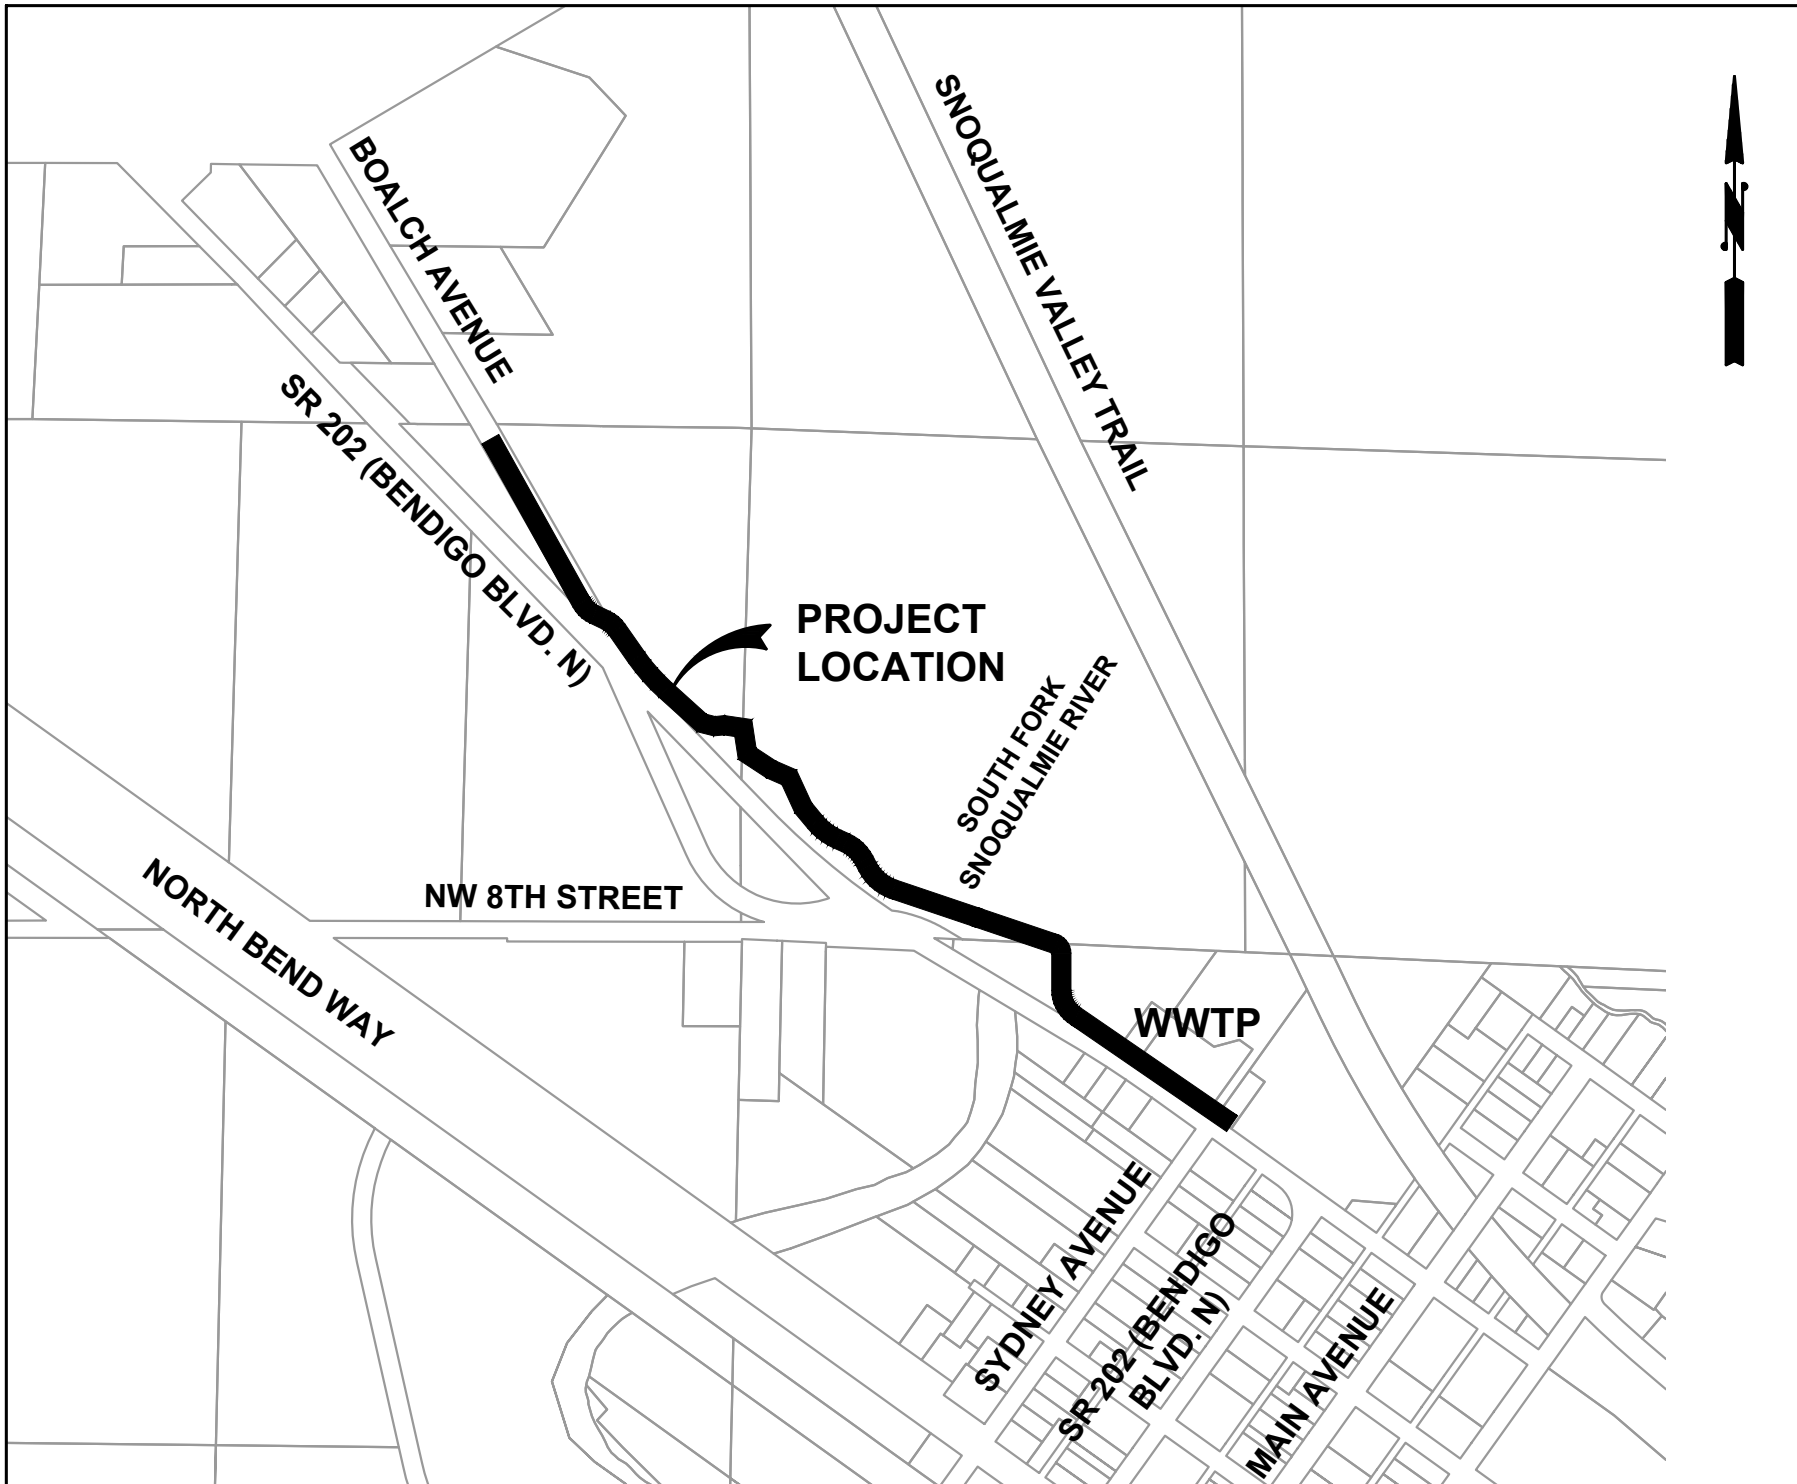 BOALCH AVENUE
SNOQUALMIE VALLEY TRAIL
N
SR 202 (BENDIGO BLVD. N)
PROJECT
LOCATION
SOUTH FORK
SNOQUALMIE RIVER
NORTH BEND WAY
NW 8TH STREET
WWTP
SYDNEY AVENUE
SR 202 (BENDIGO
BLVD. N)
MAIN AVENUE